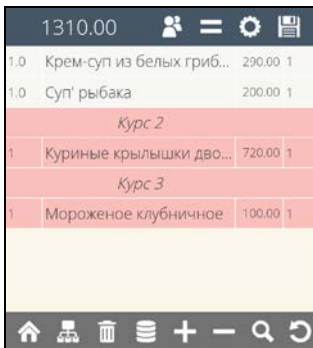 1310.00
1.0 Крем-суп из белых гриб... 290.00 1
1.0 Суп' рыбака 200.00 1
Курс 2
1 Куриные крылышки дво... 720.00 1
Курс 3
1 Мороженое клубничное 100.00 1